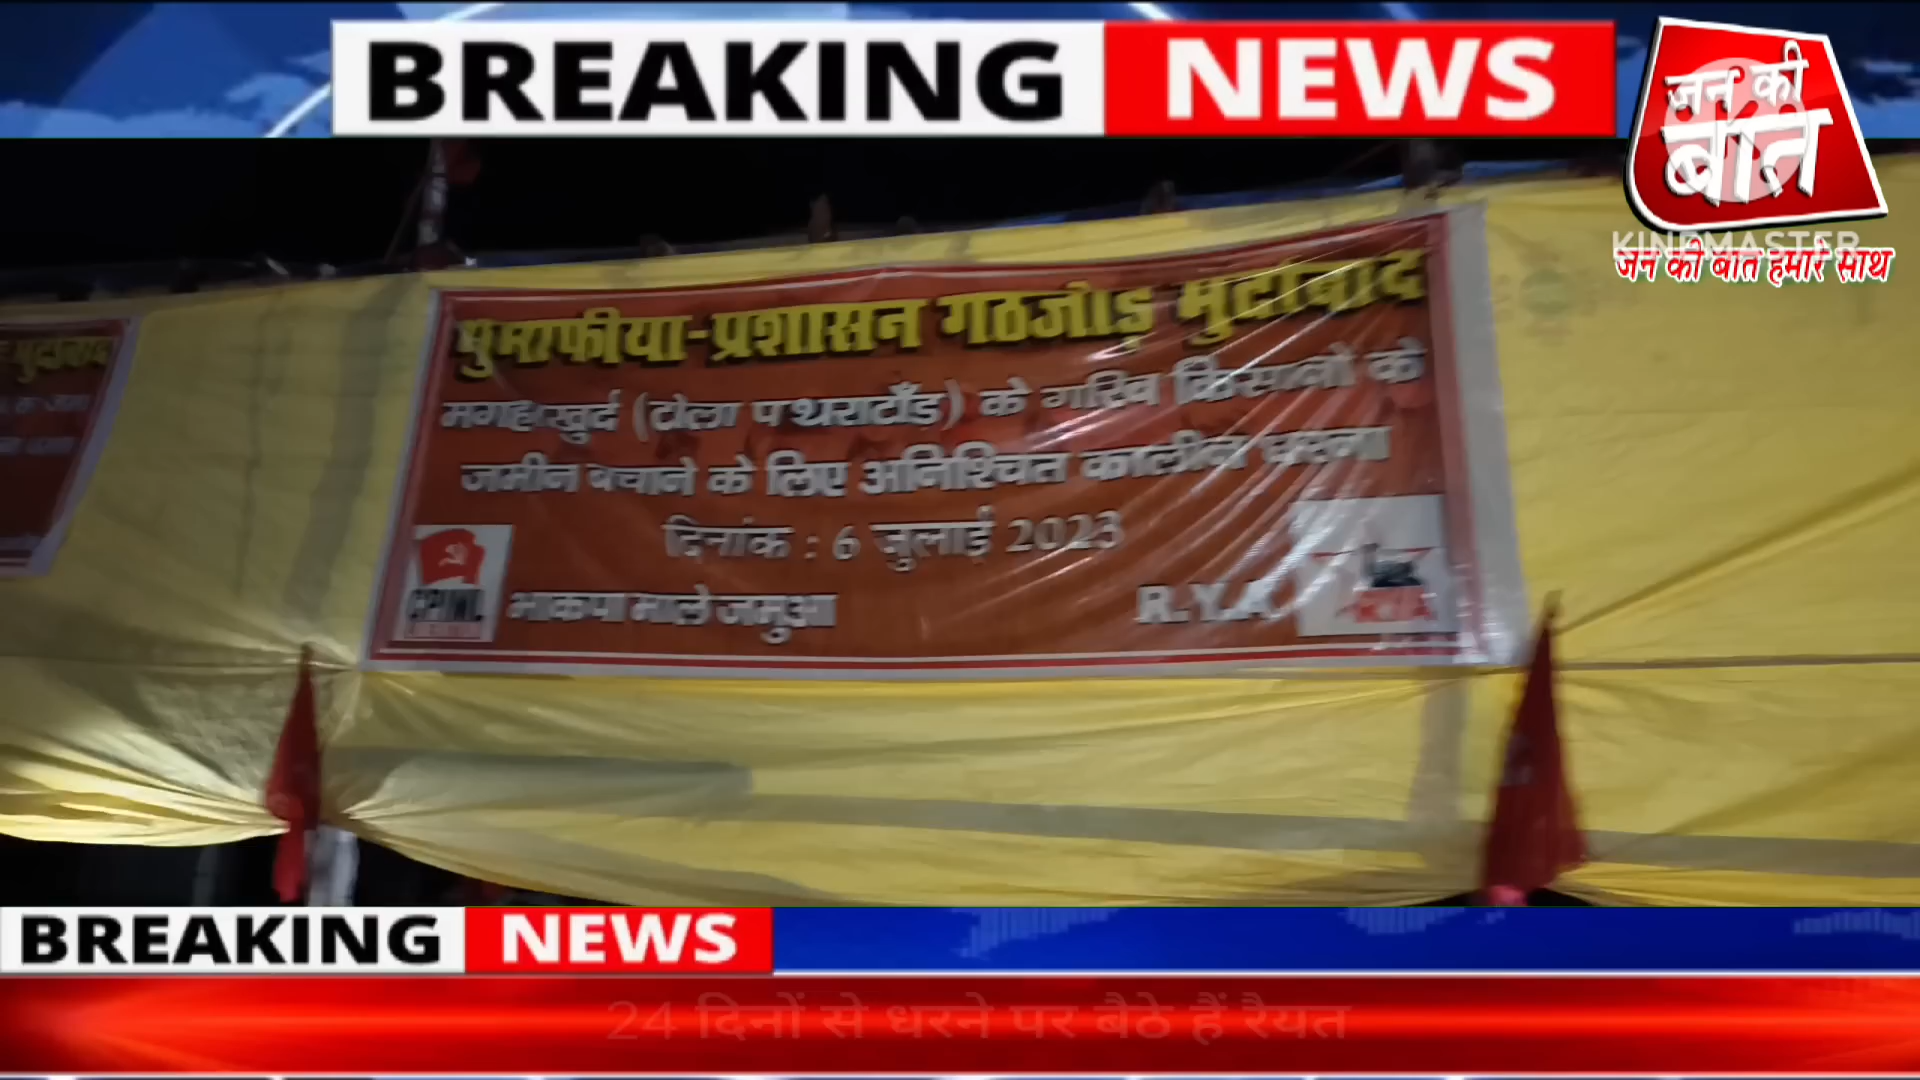 BREAKING NEWS
जन की
बात
KINEMASTER
जन की बात हमारे साथ
भुमाफीया-प्रशासन गठजोड़ मुर्दाबाद
मगहाखुर्द (टोला पथराटाँड़) के गरिब किसानो के
जमीन बचाने के लिए अनिश्चित कालीन धरना
दिनांक : 6 जुलाई 2023
CPIML
भाकपा माले जमुआ
R.Y.A
मुर्दाबाद
BREAKING NEWS
24 दिनों से धरने पर बैठे हैं रैयत